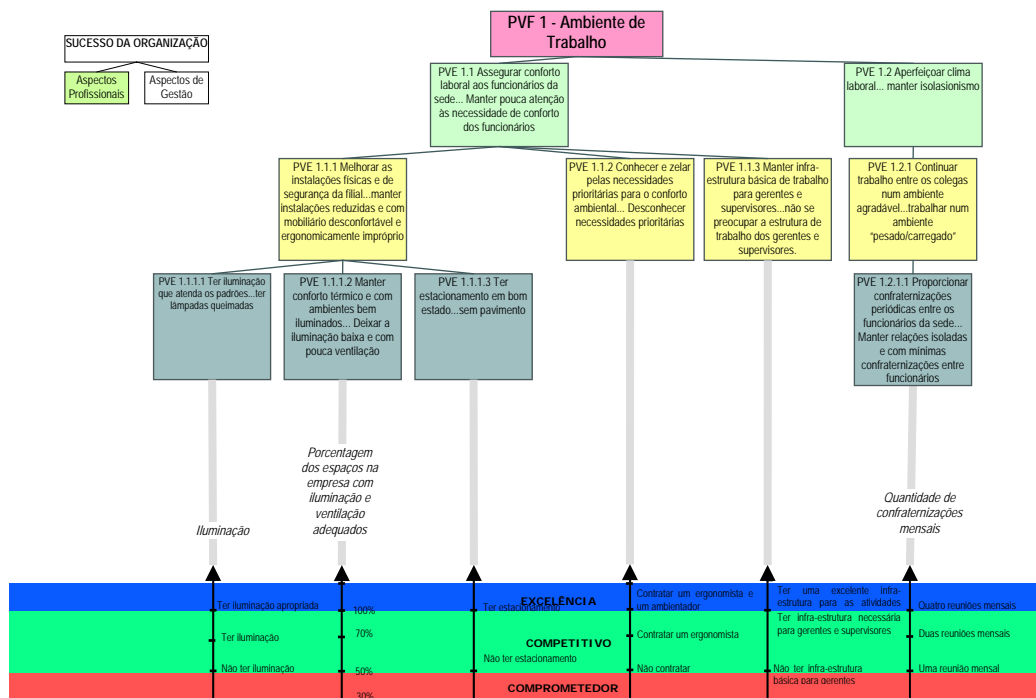 PVF 1 - Ambiente de
Trabalho
SUCESSO DA ORGANIZAÇÃO
Aspectos
Profissionais
Aspectos de
Gestão
PVE 1.1 Assegurar conforto
laboral aos funcionários da
sede... Manter pouca atenção
às necessidade de conforto
dos funcionários
PVE 1.2 Aperfeiçoar clima
laboral... manter isolasionismo
PVE 1.1.1 Melhorar as
instalações físicas e de
segurança da filial...manter
instalações reduzidas e com
mobiliário desconfortável e
ergonomicamente impróprio
PVE 1.1.2 Conhecer e zelar
pelas necessidades
prioritárias para o conforto
ambiental... Desconhecer
necessidades prioritárias
PVE 1.1.3 Manter infra-
estrutura básica de trabalho
para gerentes e
supervisores...não se
preocupar a estrutura de
trabalho dos gerentes e
supervisores.
PVE 1.2.1 Continuar
trabalho entre os colegas
num ambiente
agradável...trabalhar num
ambiente
"pesado/carregado"
PVE 1.1.1.1 Ter iluminação
que atenda os padrões...ter
lâmpadas queimadas
PVE 1.1.1.2 Manter
conforto térmico e com
ambientes bem
iluminados... Deixar a
iluminação baixa e com
pouca ventilação
PVE 1.1.1.3 Ter
estacionamento em bom
estado...sem pavimento
PVE 1.2.1.1 Proporcionar
confraternizações
periódicas entre os
funcionários da sede...
Manter relações isoladas
e com mínimas
confraternizações entre
funcionários
Iluminação
Porcentagem
dos espaços na
empresa com
iluminação e
ventilação
adequados
Quantidade de
confraternizações
mensais
EXCELÊNCIA
Ter iluminação apropriada
100%
Ter estacionamento
Contratar um ergonomista e
um ambientador
Ter uma excelente infra-
estrutura para as atividades
Quatro reuniões mensais
COMPETITIVO
Ter iluminação
70%
Contratar um ergonomista
Ter infra-estrutura necessária
para gerentes e supervisores
Duas reuniões mensais
Não ter iluminação
50%
Não ter estacionamento
Não contratar
Não ter infra-estrutura
básica para gerentes
Uma reunião mensal
COMPROMETEDOR
30%